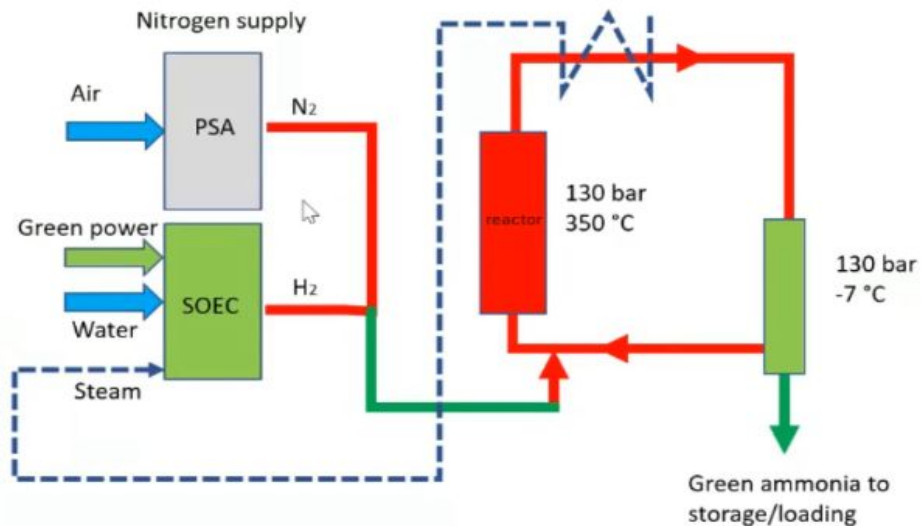 Nitrogen supply
Air
PSA
N₂
Green power
SOEC
H₂
Water
Steam
reactor
130 bar
350 °C
130 bar
-7 °C
Green ammonia to
storage/loading